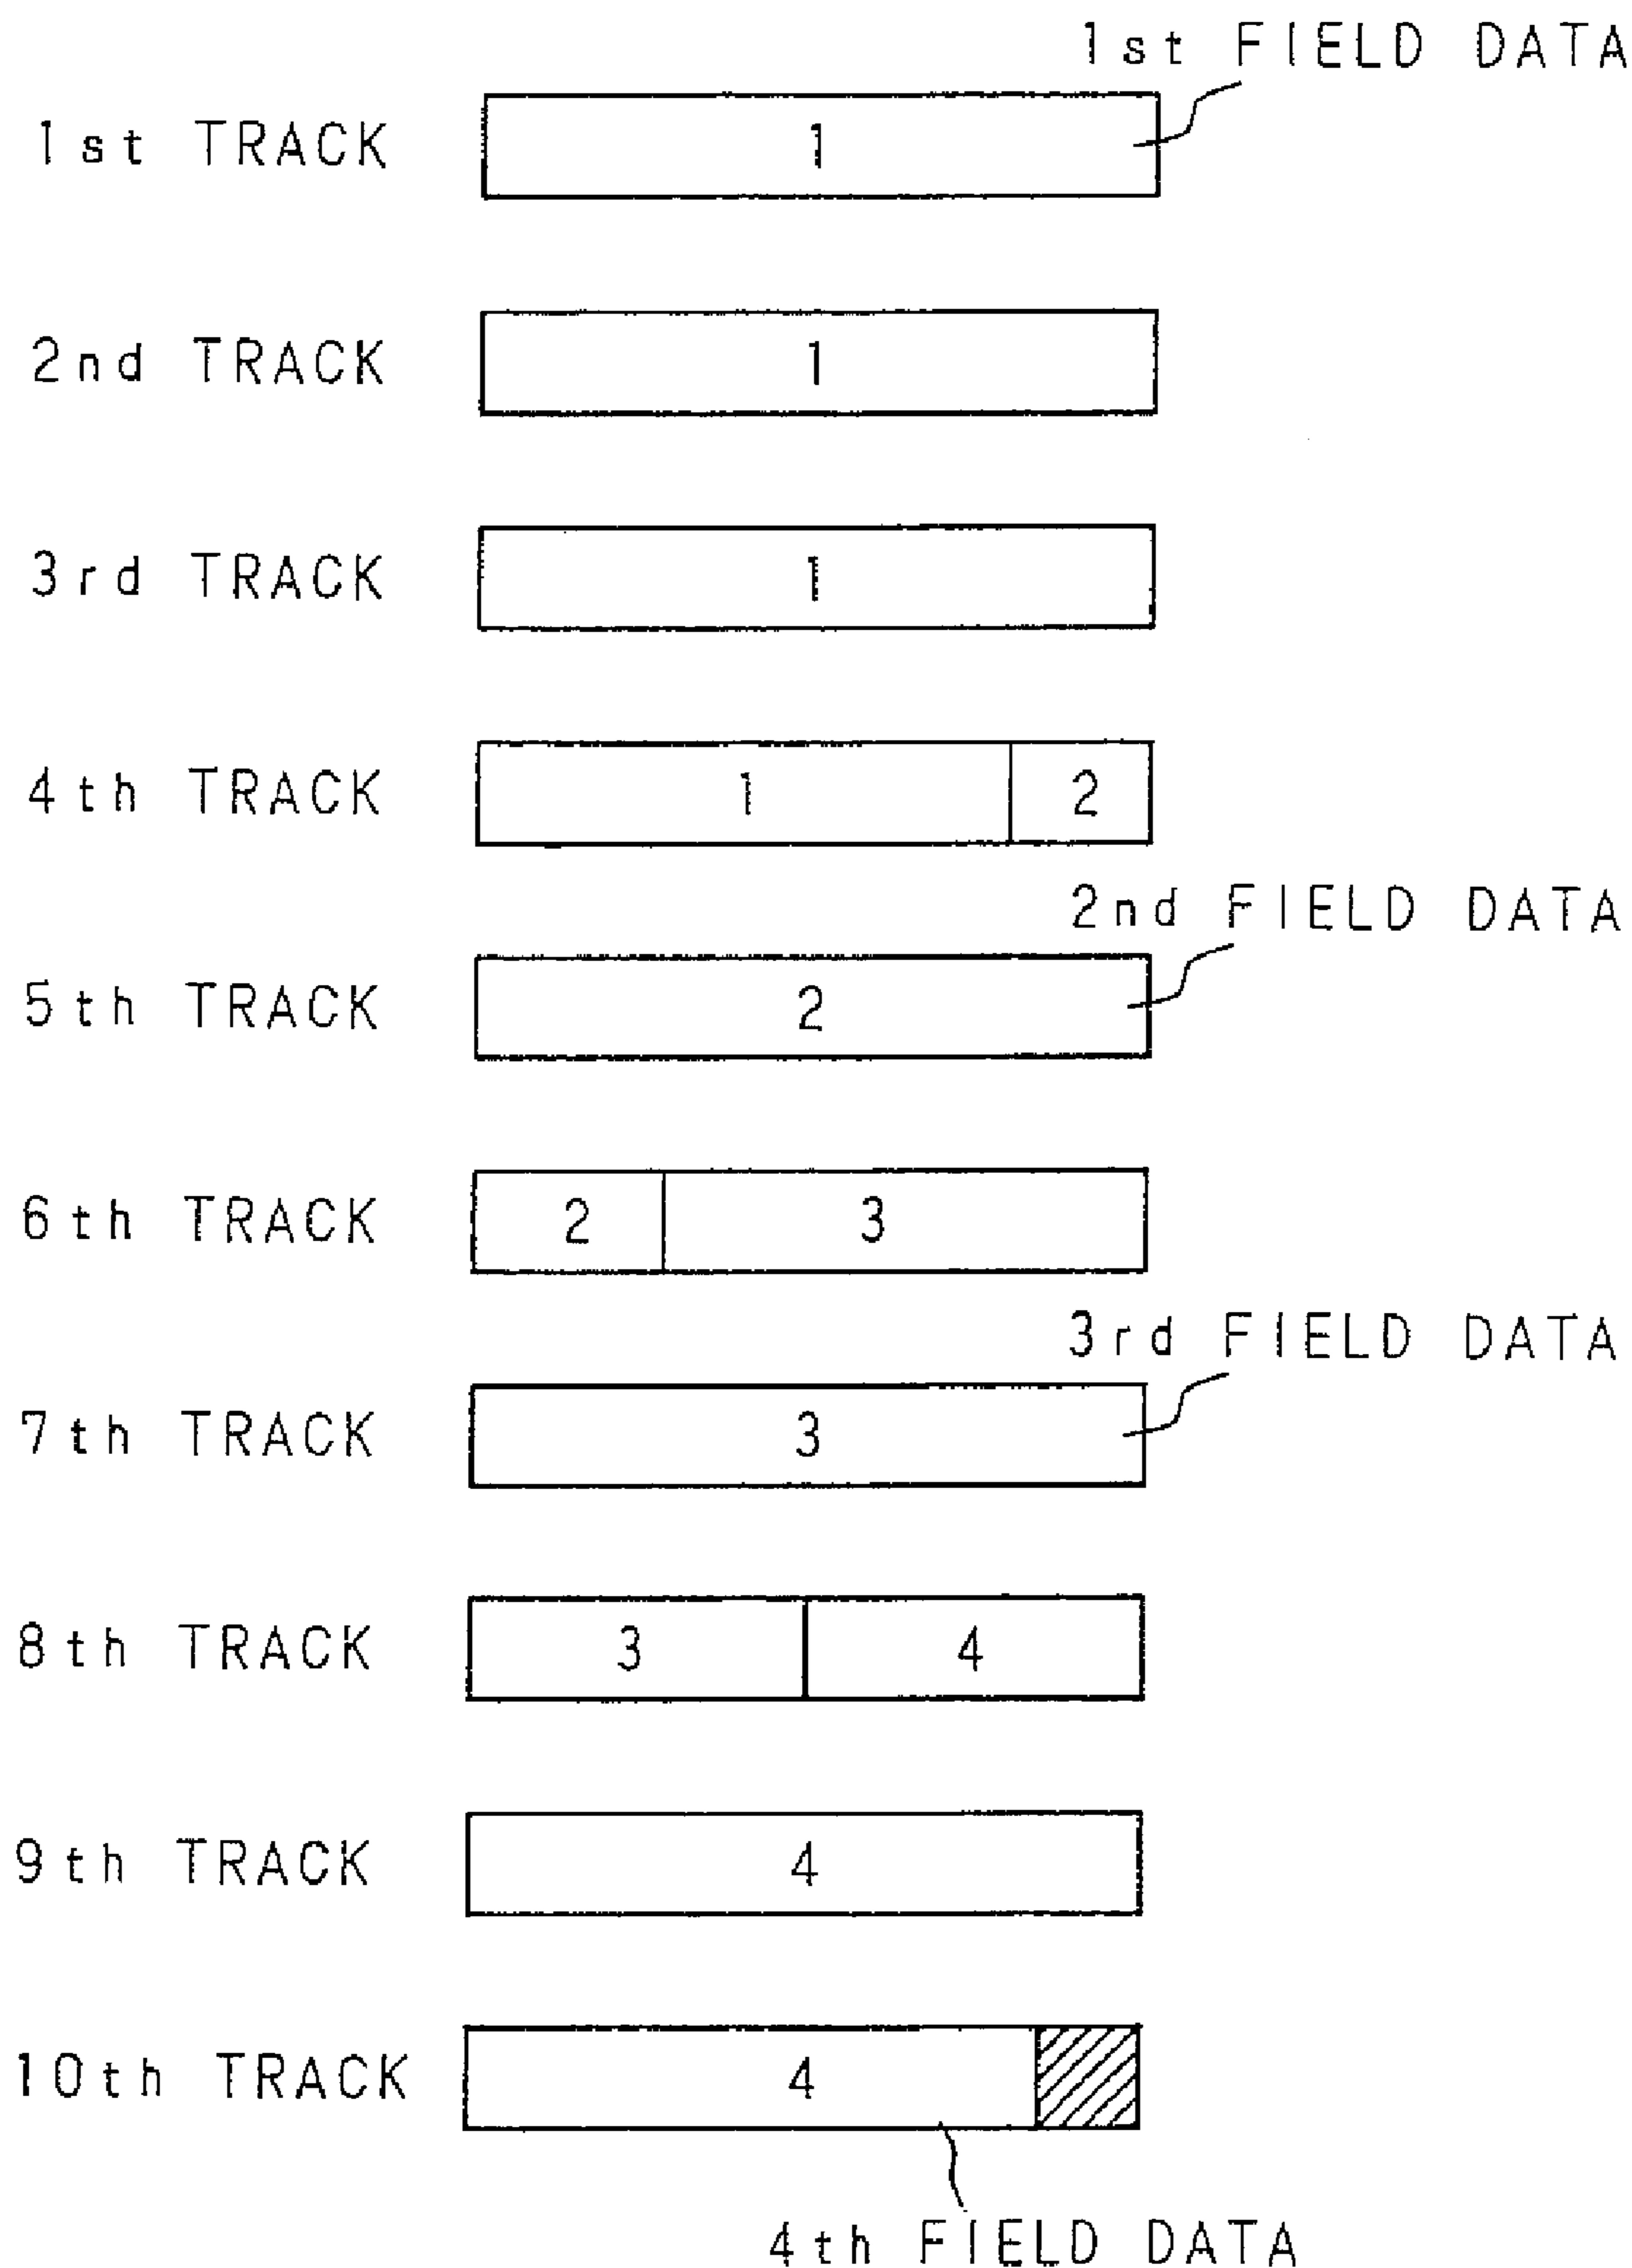 1st FIELD DATA
1st TRACK 1
2nd TRACK 1
3rd TRACK 1
4th TRACK 1 2
2nd FIELD DATA
5th TRACK 2
6th TRACK 2 3
3rd FIELD DATA
7th TRACK 3
8th TRACK 3 4
9th TRACK 4
10th TRACK 4
4th FIELD DATA